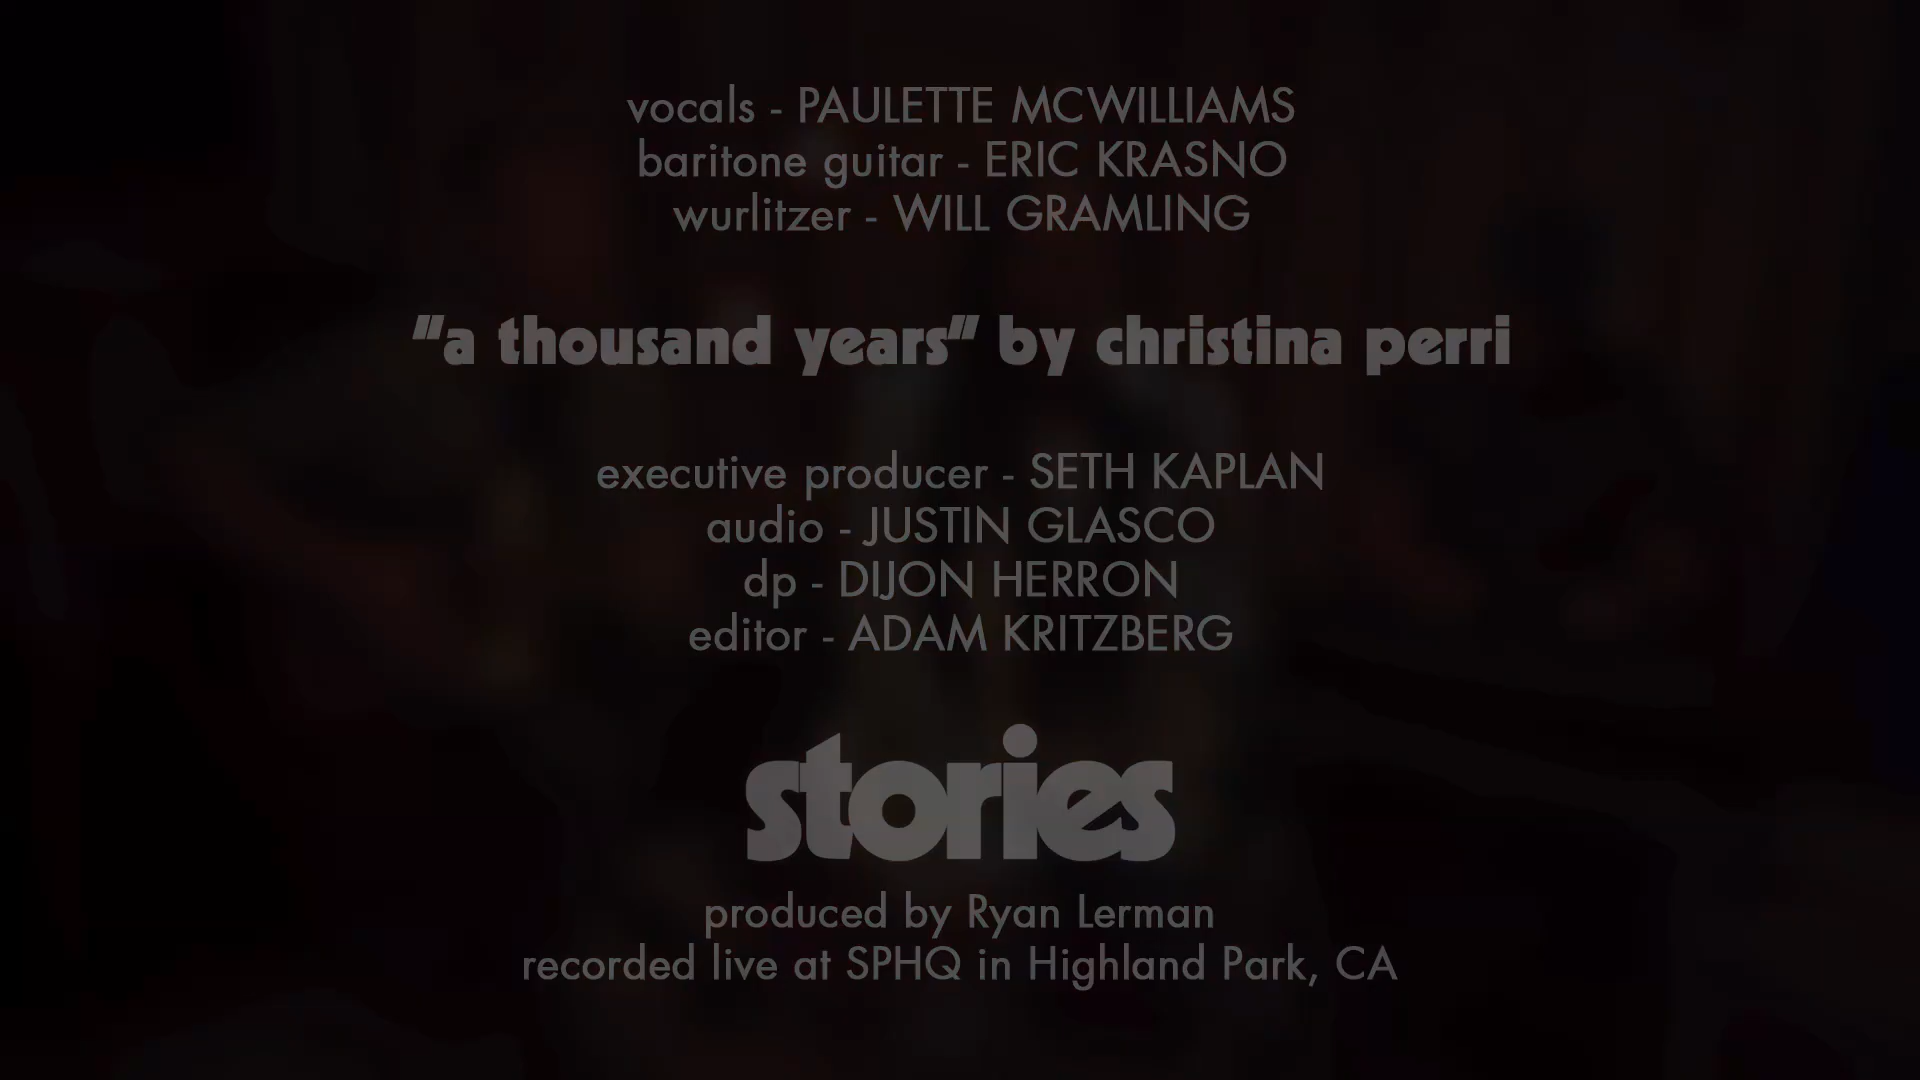 vocals - PAULETTE MCWILLIAMS
baritone guitar - ERIC KRASNO
wurlitzer - WILL GRAMLING
"a thousand years" by christina perri
executive producer - SETH KAPLAN
audio - JUSTIN GLASCO
dp - DIJON HERRON
editor - ADAM KRITZBERG
stories
produced by Ryan Lerman
recorded live at SPHQ in Highland Park, CA